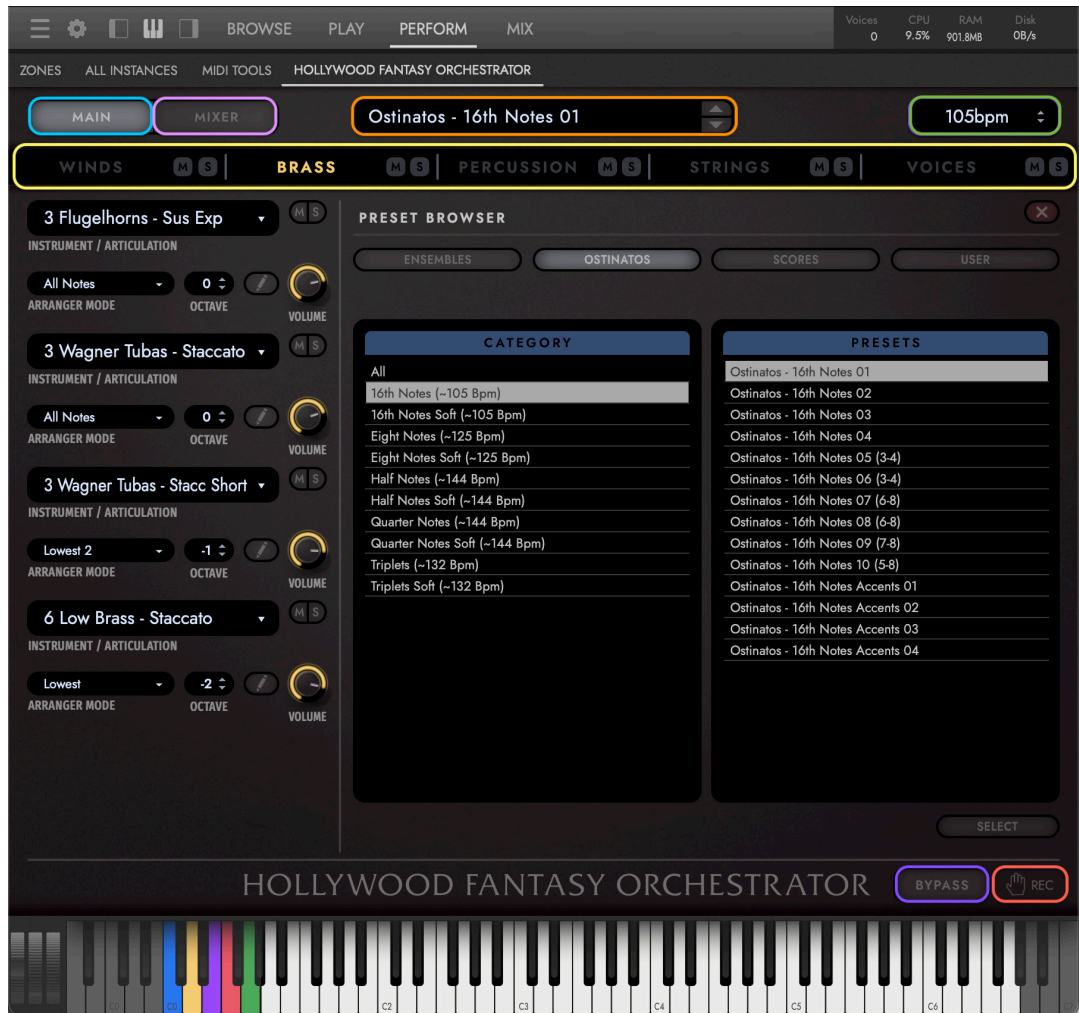 BROWSE PLAY PERFORM MIX Voices CPU RAM Disk
0 9.5% 901.8MB 0B/s
ZONES ALL INSTANCES MIDI TOOLS HOLLYWOOD FANTASY ORCHESTRATOR
MAIN MIXER Ostinatos - 16th Notes 01 105bpm
WINDS M S BRASS M S PERCUSSION M S STRINGS M S VOICES M S
3 Flugelhorns - Sus Exp M S
INSTRUMENT / ARTICULATION
All Notes 0
ARRANGER MODE OCTAVE VOLUME
3 Wagner Tubas - Staccato M S
INSTRUMENT / ARTICULATION
All Notes 0
ARRANGER MODE OCTAVE VOLUME
3 Wagner Tubas - Stacc Short M S
INSTRUMENT / ARTICULATION
Lowest 2 -1
ARRANGER MODE OCTAVE VOLUME
6 Low Brass - Staccato M S
INSTRUMENT / ARTICULATION
Lowest -2
ARRANGER MODE OCTAVE VOLUME
PRESET BROWSER X
ENSEMBLES OSTINATOS SCORES USER
CATEGORY
All
16th Notes (~105 Bpm)
16th Notes Soft (~105 Bpm)
Eight Notes (~125 Bpm)
Eight Notes Soft (~125 Bpm)
Half Notes (~144 Bpm)
Half Notes Soft (~144 Bpm)
Quarter Notes (~144 Bpm)
Quarter Notes Soft (~144 Bpm)
Triplets (~132 Bpm)
Triplets Soft (~132 Bpm)
PRESETS
Ostinatos - 16th Notes 01
Ostinatos - 16th Notes 02
Ostinatos - 16th Notes 03
Ostinatos - 16th Notes 04
Ostinatos - 16th Notes 05 (3-4)
Ostinatos - 16th Notes 06 (3-4)
Ostinatos - 16th Notes 07 (6-8)
Ostinatos - 16th Notes 08 (6-8)
Ostinatos - 16th Notes 09 (7-8)
Ostinatos - 16th Notes 10 (5-8)
Ostinatos - 16th Notes Accents 01
Ostinatos - 16th Notes Accents 02
Ostinatos - 16th Notes Accents 03
Ostinatos - 16th Notes Accents 04
SELECT
HOLLYWOOD FANTASY ORCHESTRATOR BYPASS REC
C0 C0 C2 C3 C4 C5 C6 C7